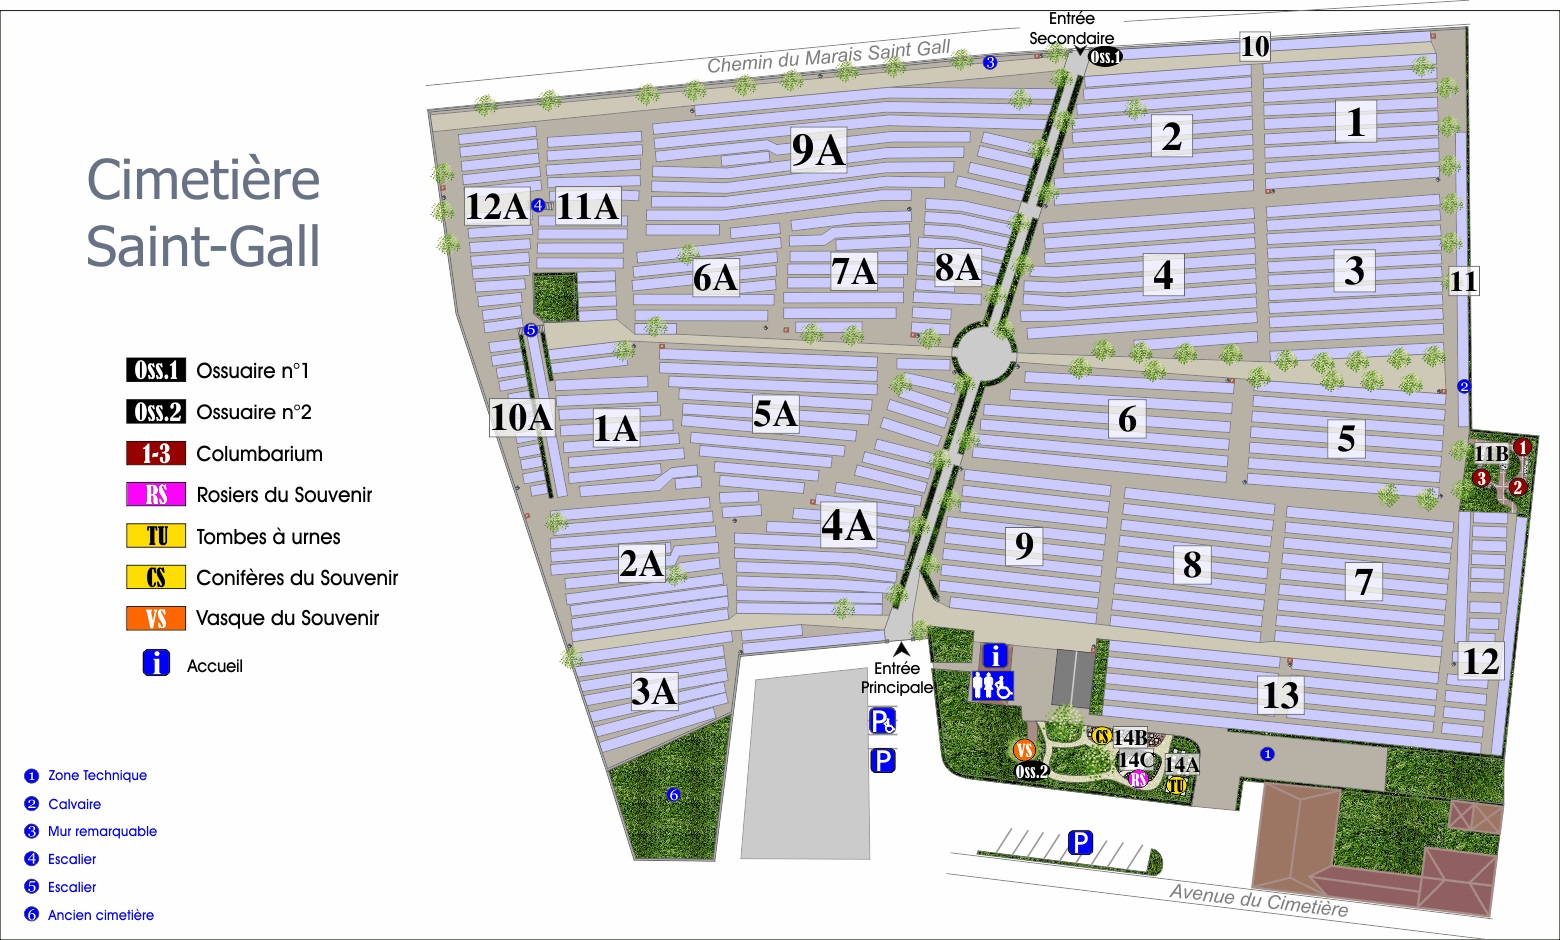 Entrée
Secondaire
Chemin du Marais Saint Gall
Oss.1
10
3
1
2
9A
12A
4
11A
Cimetière
Saint-Gall
6A
7A
8A
4
3
11
5
Oss.1 Ossuaire n°1
Oss.2 Ossuaire n°2
1-3 Columbarium
RS Rosiers du Souvenir
TU Tombes à urnes
CS Conifères du Souvenir
VS Vasque du Souvenir
i Accueil
2
10A
1A
5A
6
5
11B
1
3
2
4A
2A
9
8
7
12
3A
13
Entrée
Principale
i
P
P
VS
Oss.2
CS
14B
14C
RS
14A
TU
1
6
P
Avenue du Cimetière
1 Zone Technique
2 Calvaire
3 Mur remarquable
4 Escalier
5 Escalier
6 Ancien cimetière